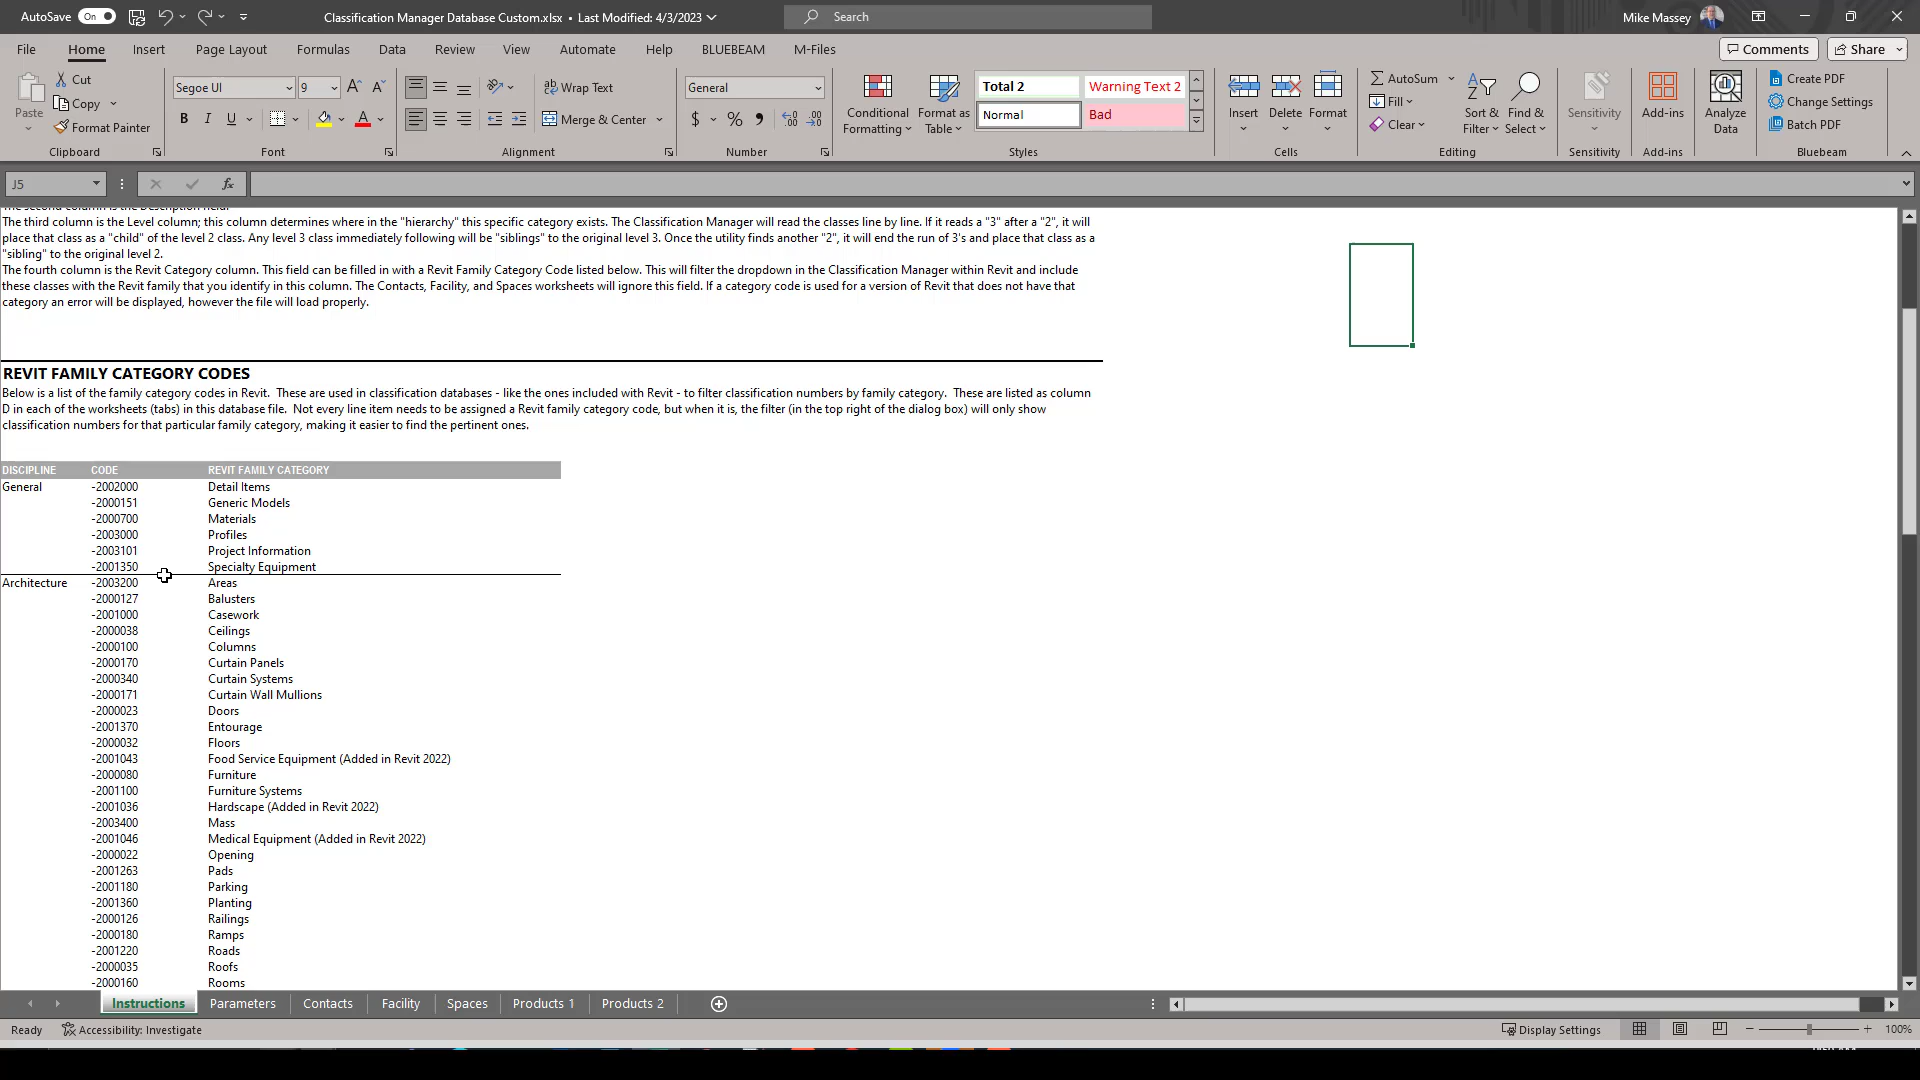 AutoSave On Classification Manager Database Custom.xlsx • Last Modified: 4/3/2023 Search Mike Massey
File Home Insert Page Layout Formulas Data Review View Automate Help BLUEBEAM M-Files Comments Share
Paste Cut Copy Format Painter Clipboard
Segoe UI 9 B I U A A Font
Wrap Text Merge & Center Alignment
General $ % Number
Conditional Formatting Format as Table Total 2 Warning Text 2 Normal Bad Styles
Insert Delete Format Cells
AutoSum Fill Clear Sort & Filter Find & Select Editing
Sensitivity Sensitivity
Add-ins Add-ins
Analyze Data
Create PDF Change Settings Batch PDF Bluebeam
J5 fx
The second column is the Description field.
The third column is the Level column; this column determines where in the "hierarchy" this specific category exists. The Classification Manager will read the classes line by line. If it reads a "3" after a "2", it will
place that class as a "child" of the level 2 class. Any level 3 class immediately following will be "siblings" to the original level 3. Once the utility finds another "2", it will end the run of 3's and place that class as a
"sibling" to the original level 2.
The fourth column is the Revit Category column. This field can be filled in with a Revit Family Category Code listed below. This will filter the dropdown in the Classification Manager within Revit and include
these classes with the Revit family that you identify in this column. The Contacts, Facility, and Spaces worksheets will ignore this field. If a category code is used for a version of Revit that does not have that
category an error will be displayed, however the file will load properly.
REVIT FAMILY CATEGORY CODES
Below is a list of the family category codes in Revit. These are used in classification databases - like the ones included with Revit - to filter classification numbers by family category. These are listed as column
D in each of the worksheets (tabs) in this database file. Not every line item needs to be assigned a Revit family category code, but when it is, the filter (in the top right of the dialog box) will only show
classification numbers for that particular family category, making it easier to find the pertinent ones.
DISCIPLINE CODE REVIT FAMILY CATEGORY
General -2002000 Detail Items
-2000151 Generic Models
-2000700 Materials
-2003000 Profiles
-2003101 Project Information
-2001350 Specialty Equipment
Architecture -2003200 Areas
-2000127 Balusters
-2001000 Casework
-2000038 Ceilings
-2000100 Columns
-2000170 Curtain Panels
-2000340 Curtain Systems
-2000171 Curtain Wall Mullions
-2000023 Doors
-2001370 Entourage
-2000032 Floors
-2001043 Food Service Equipment (Added in Revit 2022)
-2000080 Furniture
-2001100 Furniture Systems
-2001036 Hardscape (Added in Revit 2022)
-2003400 Mass
-2001046 Medical Equipment (Added in Revit 2022)
-2000022 Opening
-2001263 Pads
-2001180 Parking
-2001360 Planting
-2000126 Railings
-2000180 Ramps
-2001220 Roads
-2000035 Roofs
-2000160 Rooms
Instructions Parameters Contacts Facility Spaces Products 1 Products 2
Ready Accessibility: Investigate Display Settings 100%